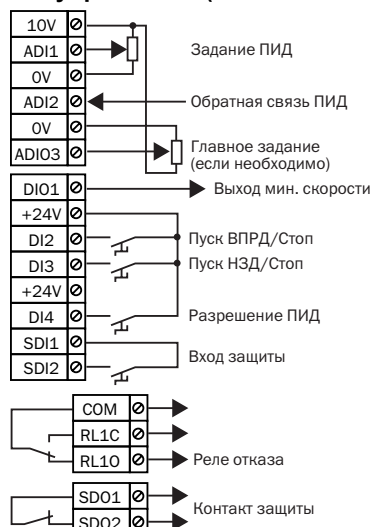 10V
ADI1
Задание ПИД
0V
ADI2
Обратная связь ПИД
0V
ADIO3
Главное задание
(если необходимо)
DIO1
Выход мин. скорости
+24V
DI2
Пуск ВПРД/Стоп
DI3
Пуск НЗД/Стоп
+24V
DI4
Разрешение ПИД
SDI1
Вход защиты
SDI2
COM
RL1C
RL1O
Реле отказа
SDO1
Контакт защиты
SDO2